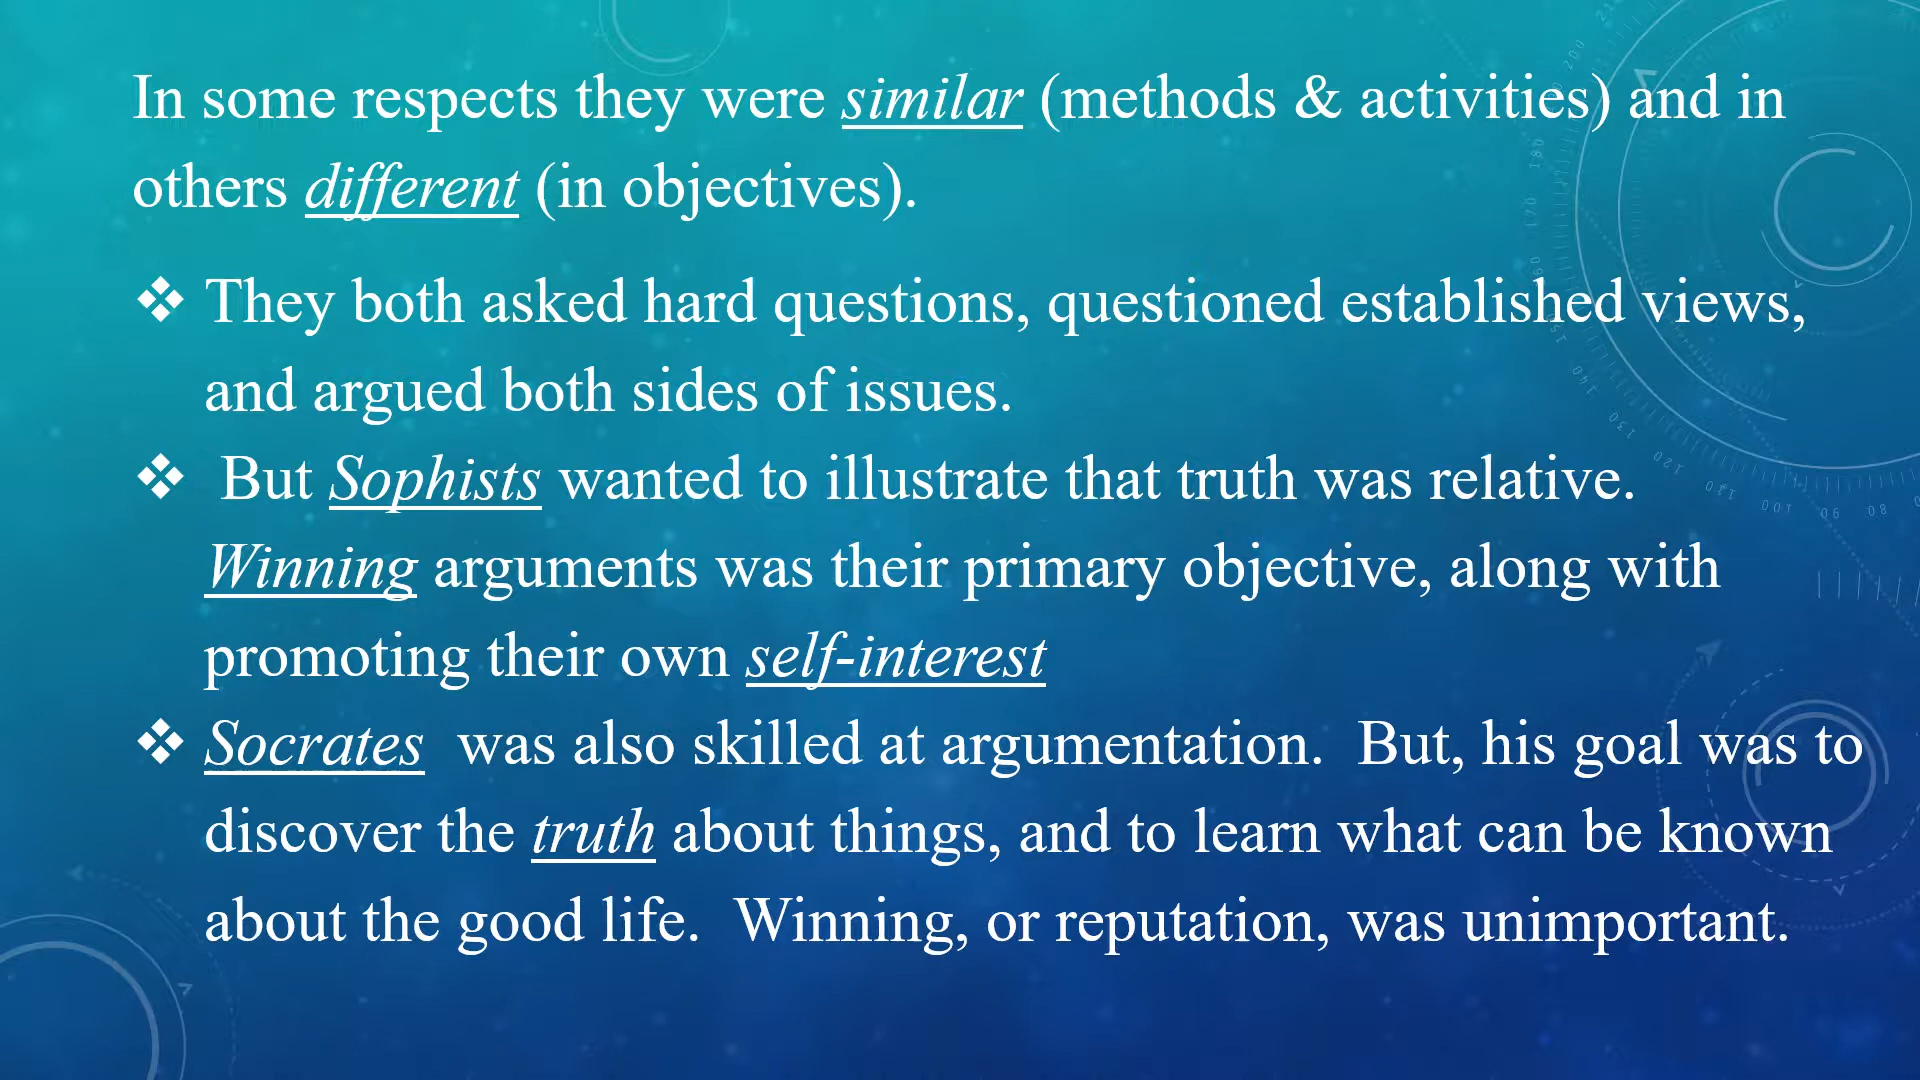 In some respects they were similar (methods & activities) and in
others different (in objectives).
❖ They both asked hard questions, questioned established views,
and argued both sides of issues.
❖ But Sophists wanted to illustrate that truth was relative.
Winning arguments was their primary objective, along with
promoting their own self-interest
❖ Socrates was also skilled at argumentation. But, his goal was to
discover the truth about things, and to learn what can be known
about the good life. Winning, or reputation, was unimportant.